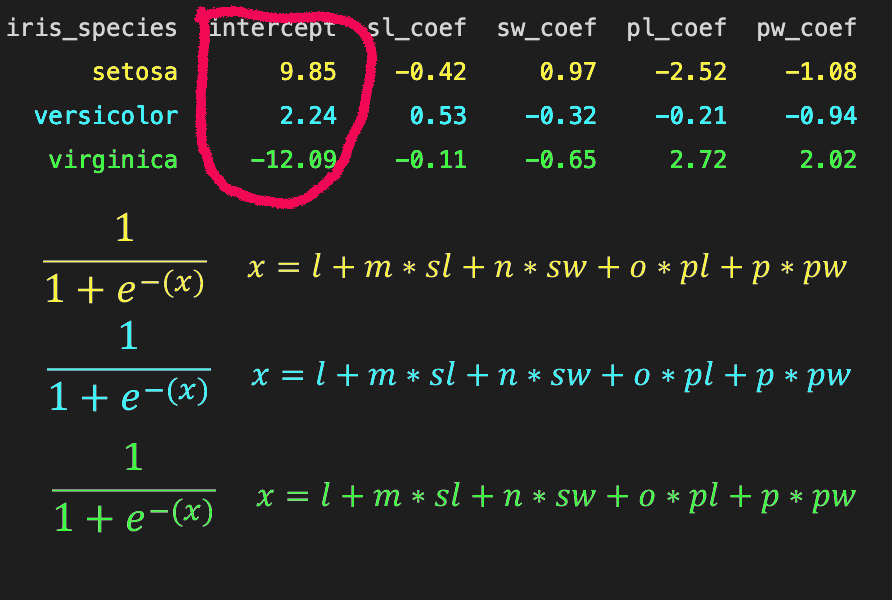 iris_species intercept sl_coef sw_coef pl_coef pw_coef
setosa 9.85 −0.42 0.97 −2.52 −1.08
versicolor 2.24 0.53 −0.32 −0.21 −0.94
virginica −12.09 −0.11 −0.65 2.72 2.02
1
1 + e−(x)
x = l + m ∗ sl + n ∗ sw + o ∗ pl + p ∗ pw
1
1 + e−(x)
x = l + m ∗ sl + n ∗ sw + o ∗ pl + p ∗ pw
1
1 + e−(x)
x = l + m ∗ sl + n ∗ sw + o ∗ pl + p ∗ pw